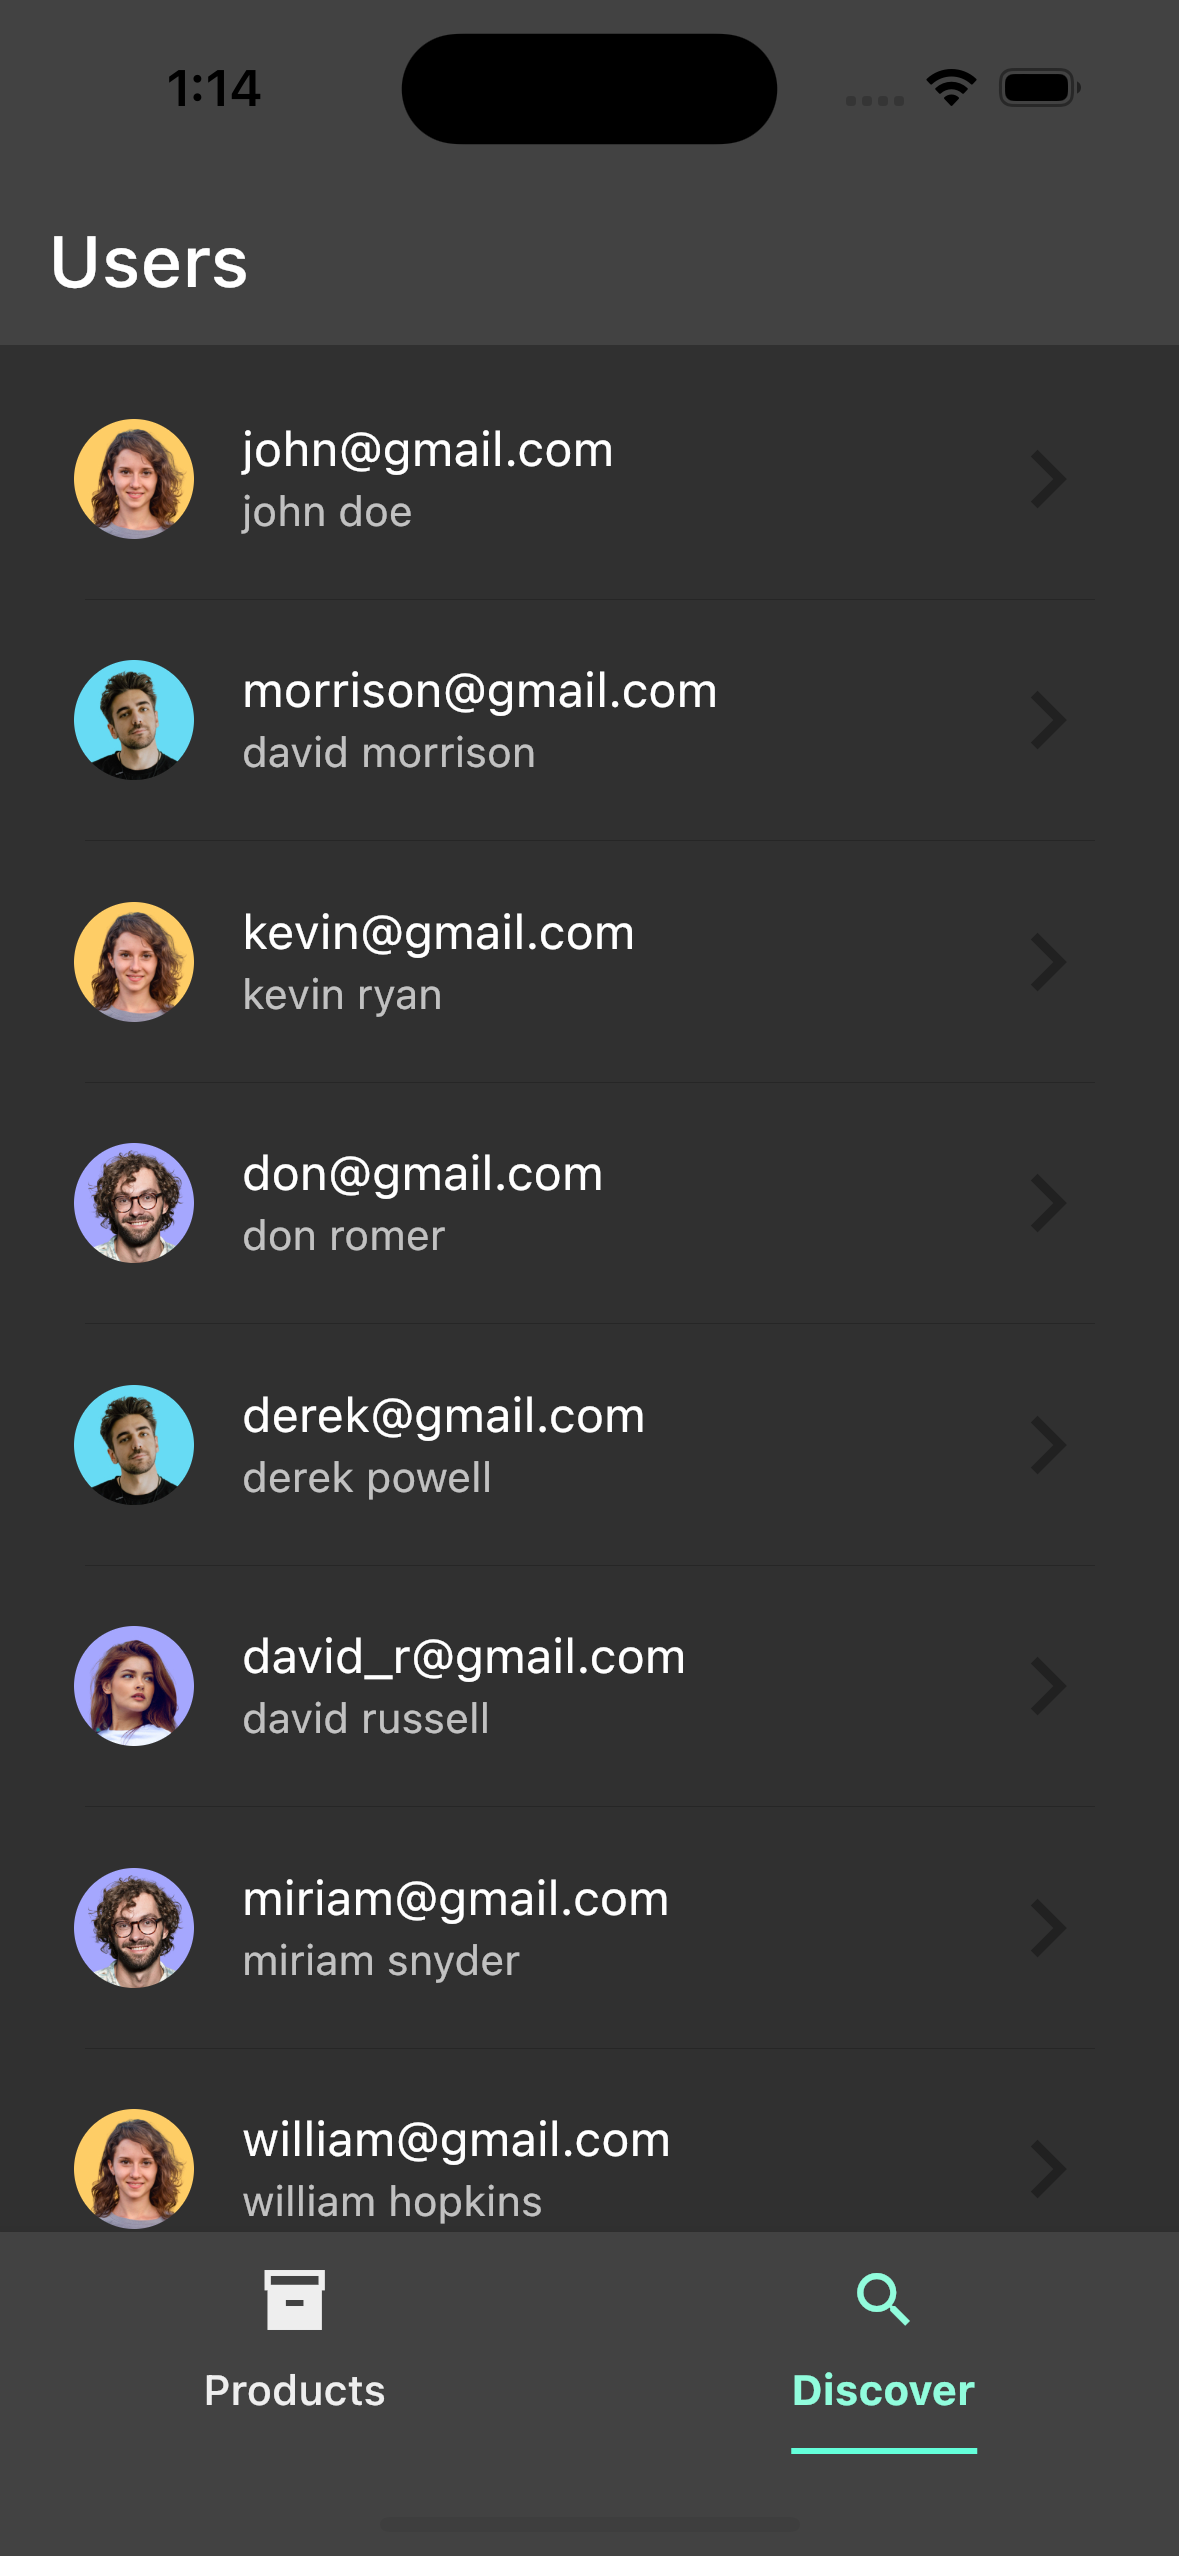 1:14
Users
john@gmail.com
john doe
morrison@gmail.com
david morrison
kevin@gmail.com
kevin ryan
don@gmail.com
don romer
derek@gmail.com
derek powell
david_r@gmail.com
david russell
miriam@gmail.com
miriam snyder
william@gmail.com
william hopkins
Products
Discover